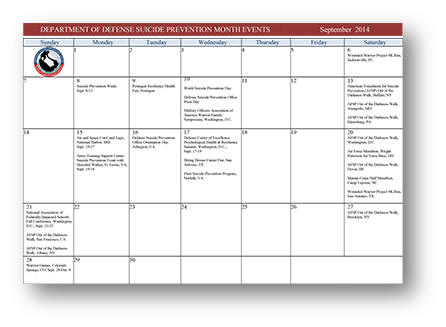 DEPARTMENT OF DEFENSE SUICIDE PREVENTION MONTH EVENTS September 2014
Sunday Monday Tuesday Wednesday Thursday Friday Saturday
1 2 3 4 5 6
Wounded Warrior Project 8K Run,
Jacksonville, FL
7 8 9 10 11 12 13
Suicide Prevention Week
Sept. 8-13
Pentagon Resiliency Health
Fair, Pentagon
World Suicide Prevention Day
Defense Suicide Prevention Office
Press Day
Military Officers Association of
America Warrior Family
Symposium, Washington, D.C.
American Foundation for Suicide
Prevention (AFSP) Out of the
Darkness Walk, Buffalo, NY
AFSP Out of the Darkness Walk,
Annapolis, MD
AFSP Out of the Darkness Walk,
Harrisburg, PA
14 15 16 17 18 19 20
Air and Space Conf. and Expo,
National Harbor, MD.
Sept. 15-17
Army Training Support Center
Suicide Prevention Event with
Herschel Walker, Ft. Eustis, VA,
Sept. 15-18
Defense Suicide Prevention
Office Orientation Day,
Arlington, VA
Defense Center of Excellence
Psychological Health & Resilience
Summit, Washington, D.C.,
Sept. 17-19
Hiring Heroes Career Fair, San
Antonio, TX
Fleet Suicide Prevention Program,
Norfolk, VA
AFSP Out of the Darkness Walk,
Washington, D.C.
Air Force Marathon, Wright
Patterson Air Force Base, OH
AFSP Out of the Darkness Walk,
Dover, DE
Marine Corps Half Marathon,
Camp Lejeune, NC
Wounded Warrior Project 8K Run,
San Antonio, TX
21 22 23 24 25 26 27
National Association of
Federally Impacted Schools
Fall Conference, Washington,
D.C., Sept. 21-23
AFSP Out of the Darkness
Walk, San Francisco, CA
AFSP Out of the Darkness
Walk, Albany, NY
AFSP Out of the Darkness Walk,
Brooklyn, NY
28 29 30
Warrior Games, Colorado
Springs, CO, Sept. 28-Oct. 4